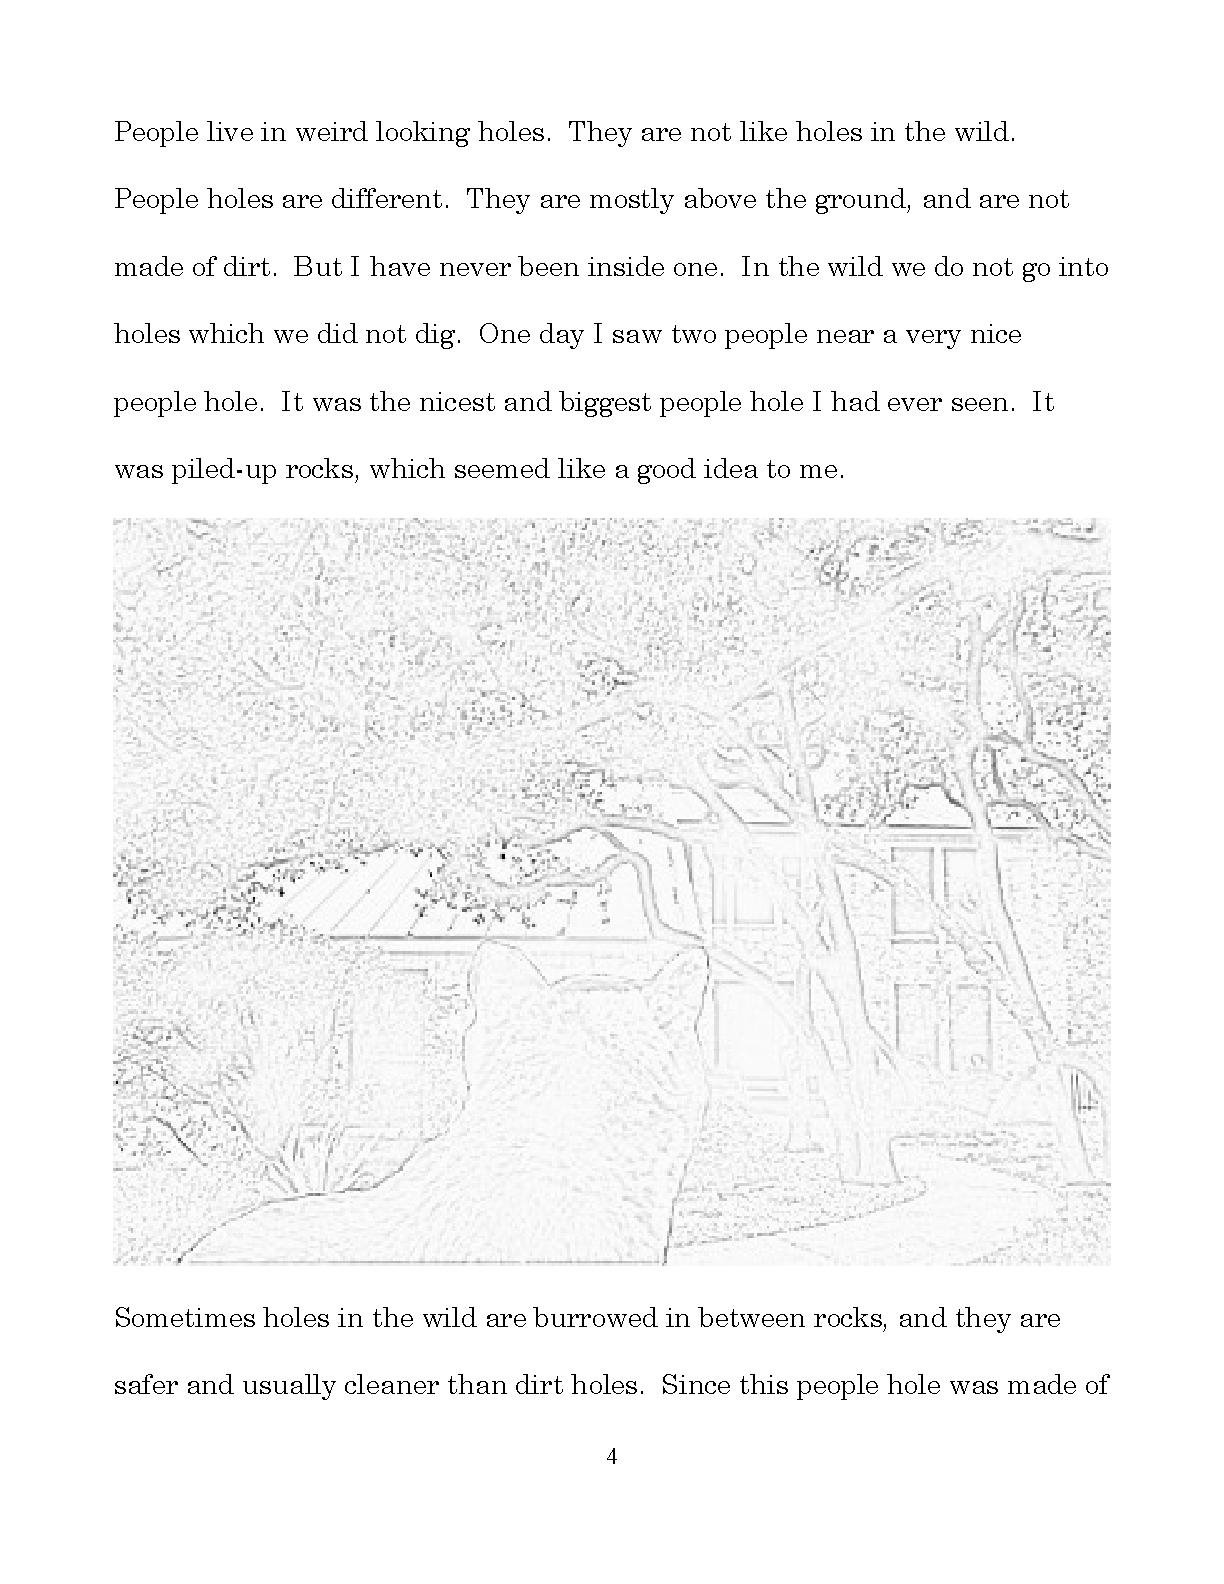 People live in weird looking holes.  They are not like holes in the wild.
People holes are different.  They are mostly above the ground, and are not
made of dirt.  But I have never been inside one.  In the wild we do not go into
holes which we did not dig.  One day I saw two people near a very nice
people hole.  It was the nicest and biggest people hole I had ever seen.  It
was piled-up rocks, which seemed like a good idea to me.
Sometimes holes in the wild are burrowed in between rocks, and they are
safer and usually cleaner than dirt holes.  Since this people hole was made of
4